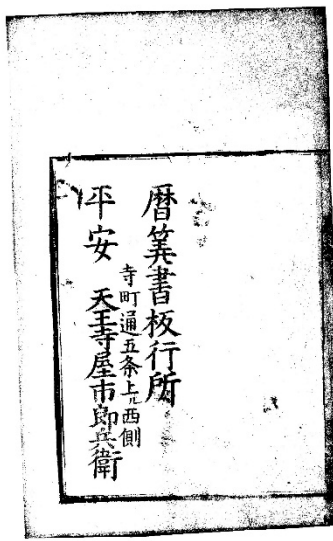 暦筭書板行所
寺町通五条上ル西側
平安 天王寺屋市郎兵衛